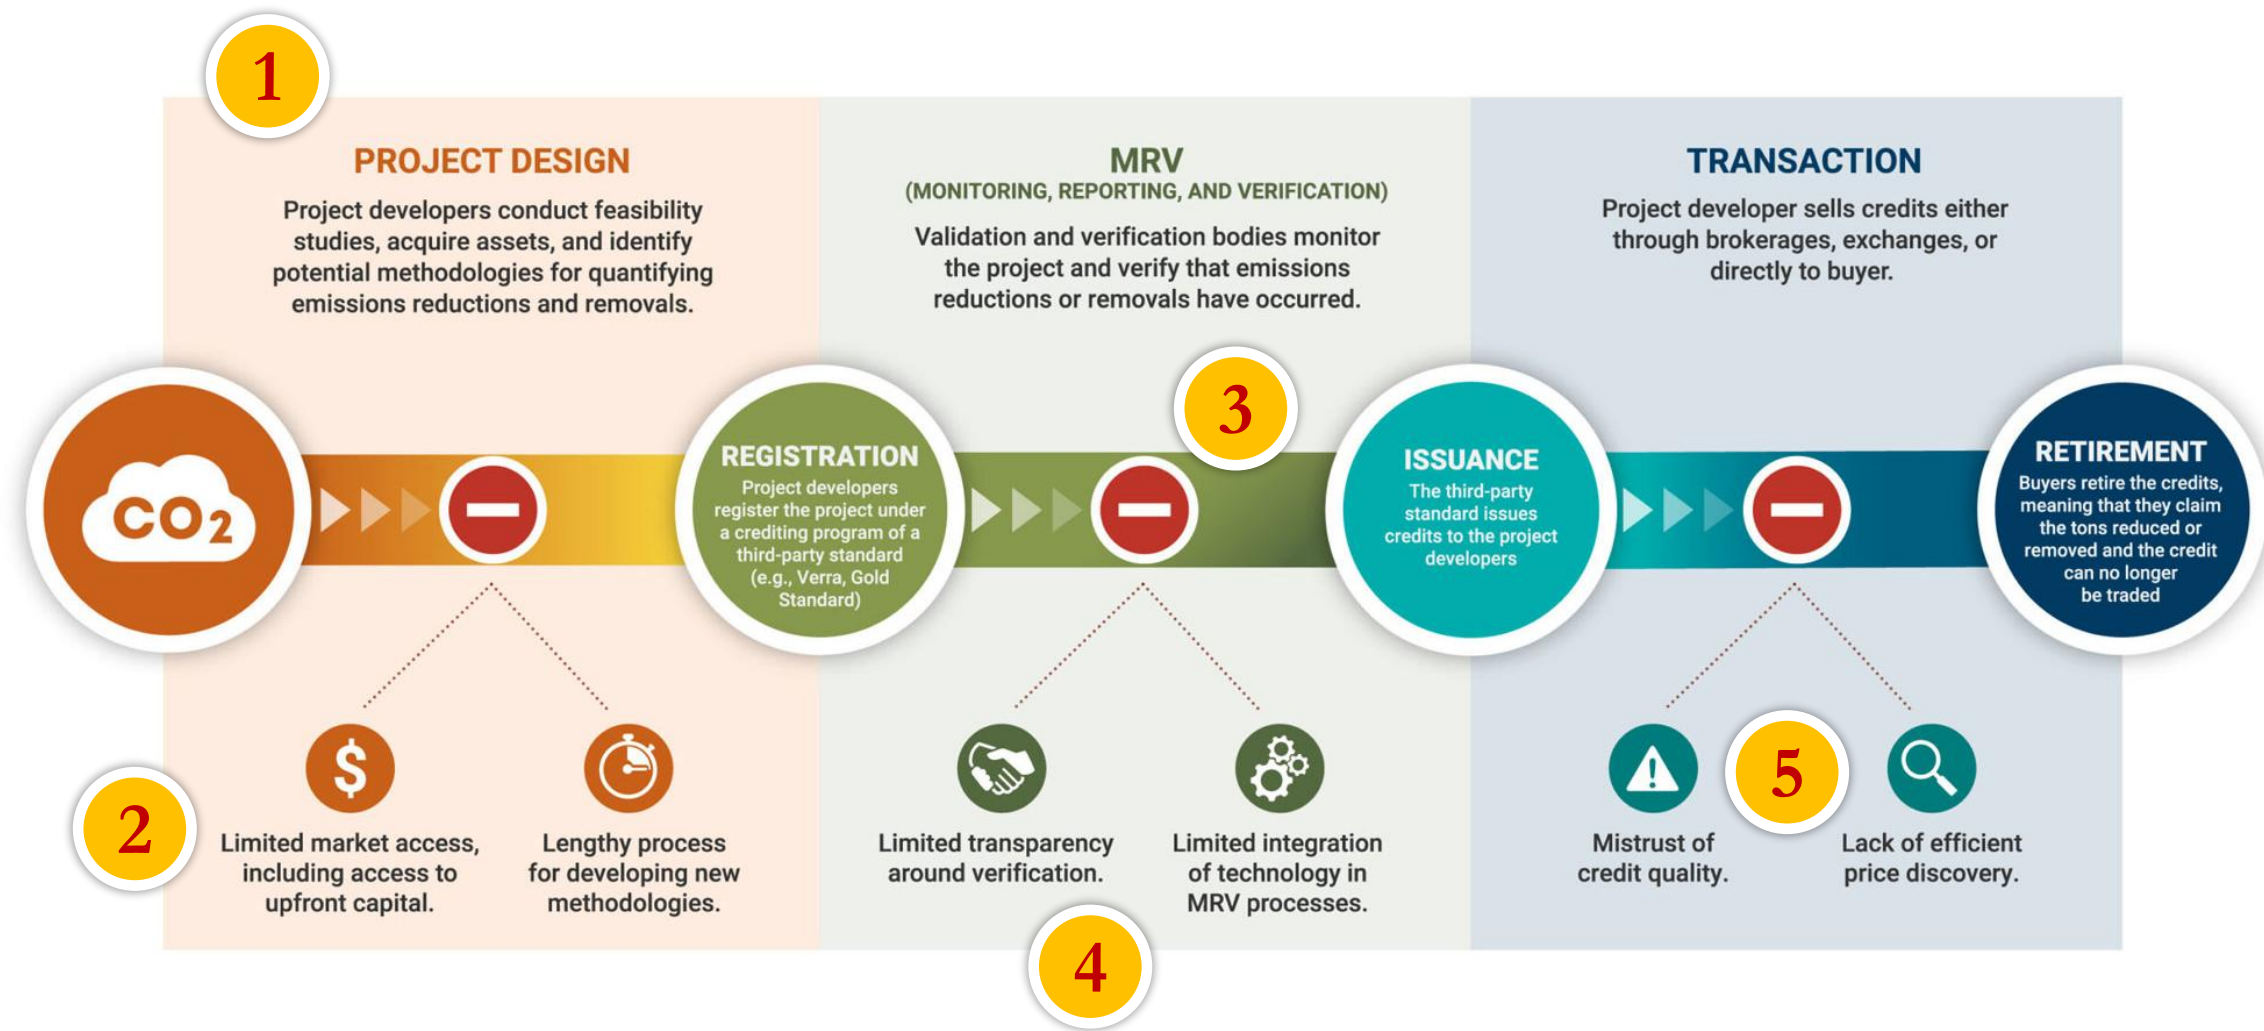 1
PROJECT DESIGN
Project developers conduct feasibility
studies, acquire assets, and identify
potential methodologies for quantifying
emissions reductions and removals.
MRV
(MONITORING, REPORTING, AND VERIFICATION)
Validation and verification bodies monitor
the project and verify that emissions
reductions or removals have occurred.
TRANSACTION
Project developer sells credits either
through brokerages, exchanges, or
directly to buyer.
3
CO2
REGISTRATION
Project developers
register the project under
a crediting program of a
third-party standard
(e.g., Verra, Gold
Standard)
ISSUANCE
The third-party
standard issues
credits to the project
developers
RETIREMENT
Buyers retire the credits,
meaning that they claim
the tons reduced or
removed and the credit
can no longer
be traded
2
$
Limited market access,
including access to
upfront capital.
Lengthy process
for developing new
methodologies.
Limited transparency
around verification.
Limited integration
of technology in
MRV processes.
4
!
Mistrust of
credit quality.
5
Lack of efficient
price discovery.